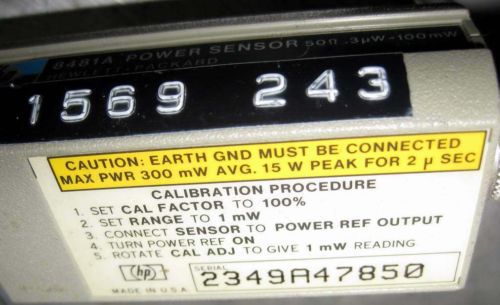 8481A POWER SENSOR 50Ω .3µW-100mW
HEWLETT-PACKARD
1569 243
CAUTION: EARTH GND MUST BE CONNECTED
MAX PWR 300 mW AVG. 15 W PEAK FOR 2 µ SEC
CALIBRATION PROCEDURE
1. SET CAL FACTOR TO 100%
2. SET RANGE TO 1 mW
3. CONNECT SENSOR TO POWER REF OUTPUT
4. TURN POWER REF ON
5. ROTATE CAL ADJ TO GIVE 1 mW READING
hp
SERIAL
2349A47850
MADE IN U.S.A